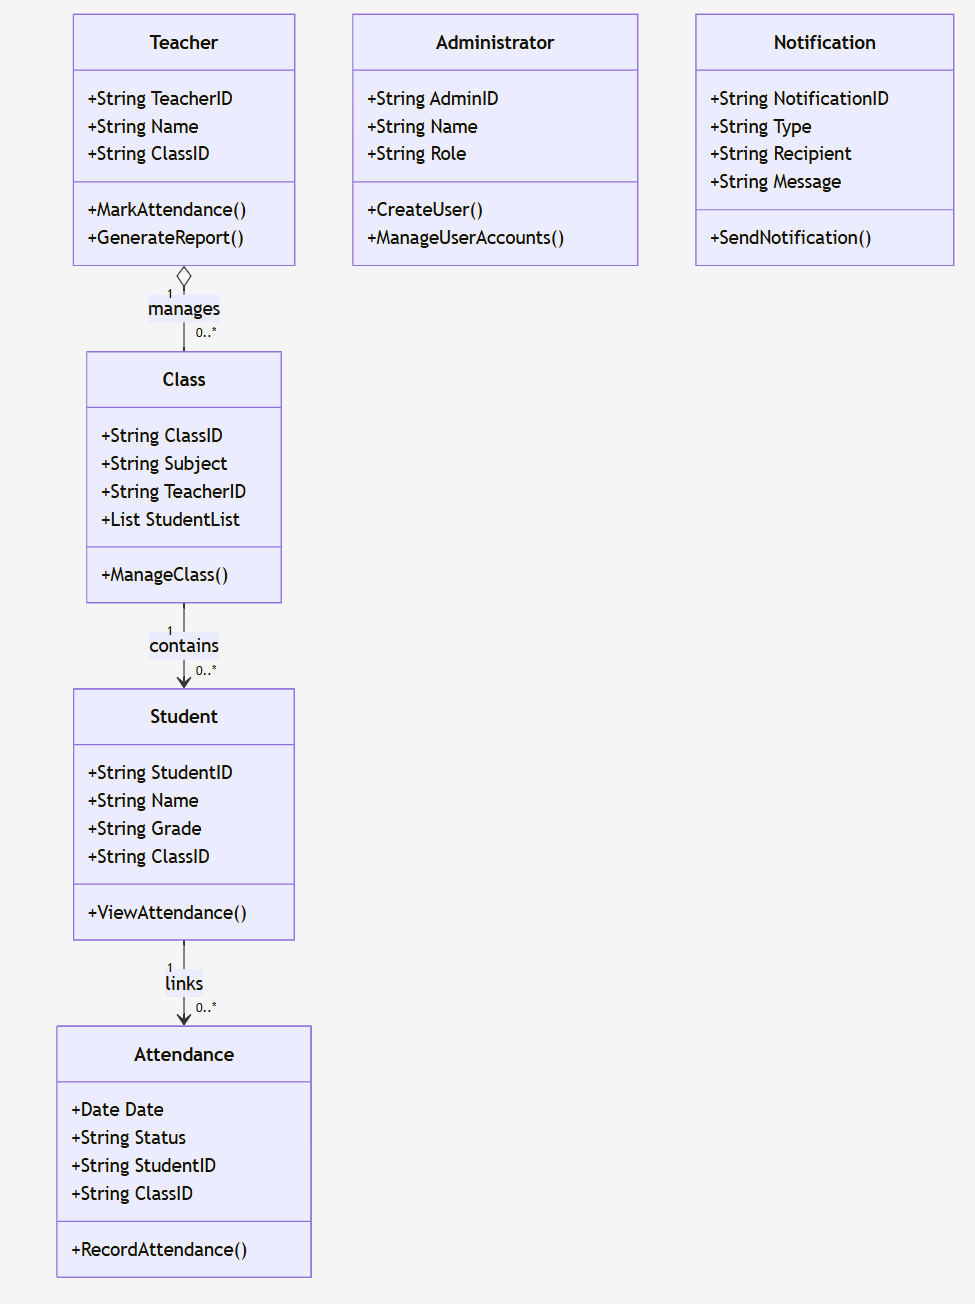 Teacher
+String TeacherID
+String Name
+String ClassID
+MarkAttendance()
+GenerateReport()
Administrator
+String AdminID
+String Name
+String Role
+CreateUser()
+ManageUserAccounts()
Notification
+String NotificationID
+String Type
+String Recipient
+String Message
+SendNotification()
1
manages
0..*
Class
+String ClassID
+String Subject
+String TeacherID
+List StudentList
+ManageClass()
1
contains
0..*
Student
+String StudentID
+String Name
+String Grade
+String ClassID
+ViewAttendance()
1
links
0..*
Attendance
+Date Date
+String Status
+String StudentID
+String ClassID
+RecordAttendance()